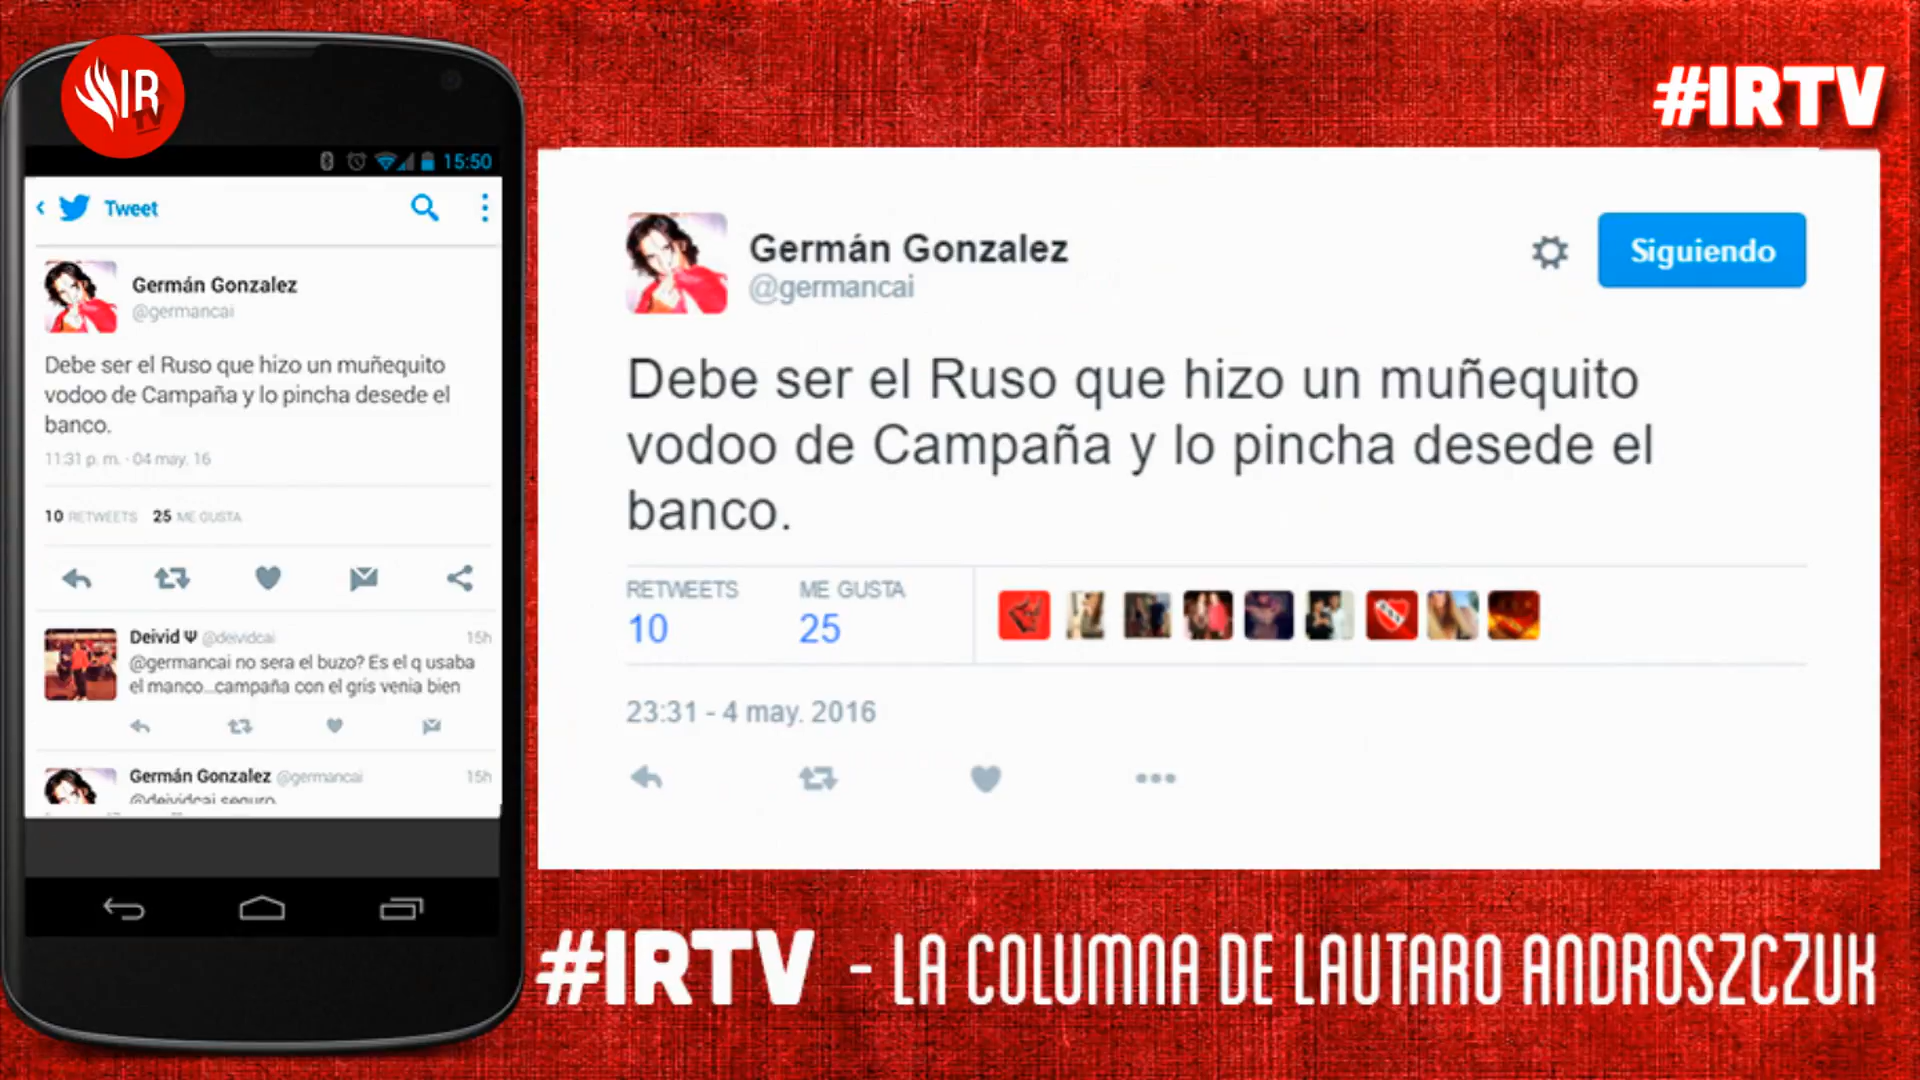 IR
TV
15:50
Tweet
Germán Gonzalez
@germancai
Debe ser el Ruso que hizo un muñequito
vodoo de Campaña y lo pincha desede el
banco.
11:31 p. m. - 04 may. 16
10 RETWEETS 25 ME GUSTA
Deivid Ψ @deividcai 15h
@germancai no sera el buzo? Es el q usaba
el manco...campaña con el gris venia bien
Germán Gonzalez @germancai 15h
@deividcai seguro
#IRTV
Germán Gonzalez
@germancai
Siguiendo
Debe ser el Ruso que hizo un muñequito
vodoo de Campaña y lo pincha desede el
banco.
RETWEETS ME GUSTA
10 25
23:31 - 4 may. 2016
#IRTV - LA COLUMNA DE LAUTARO ANDROSZCZUK